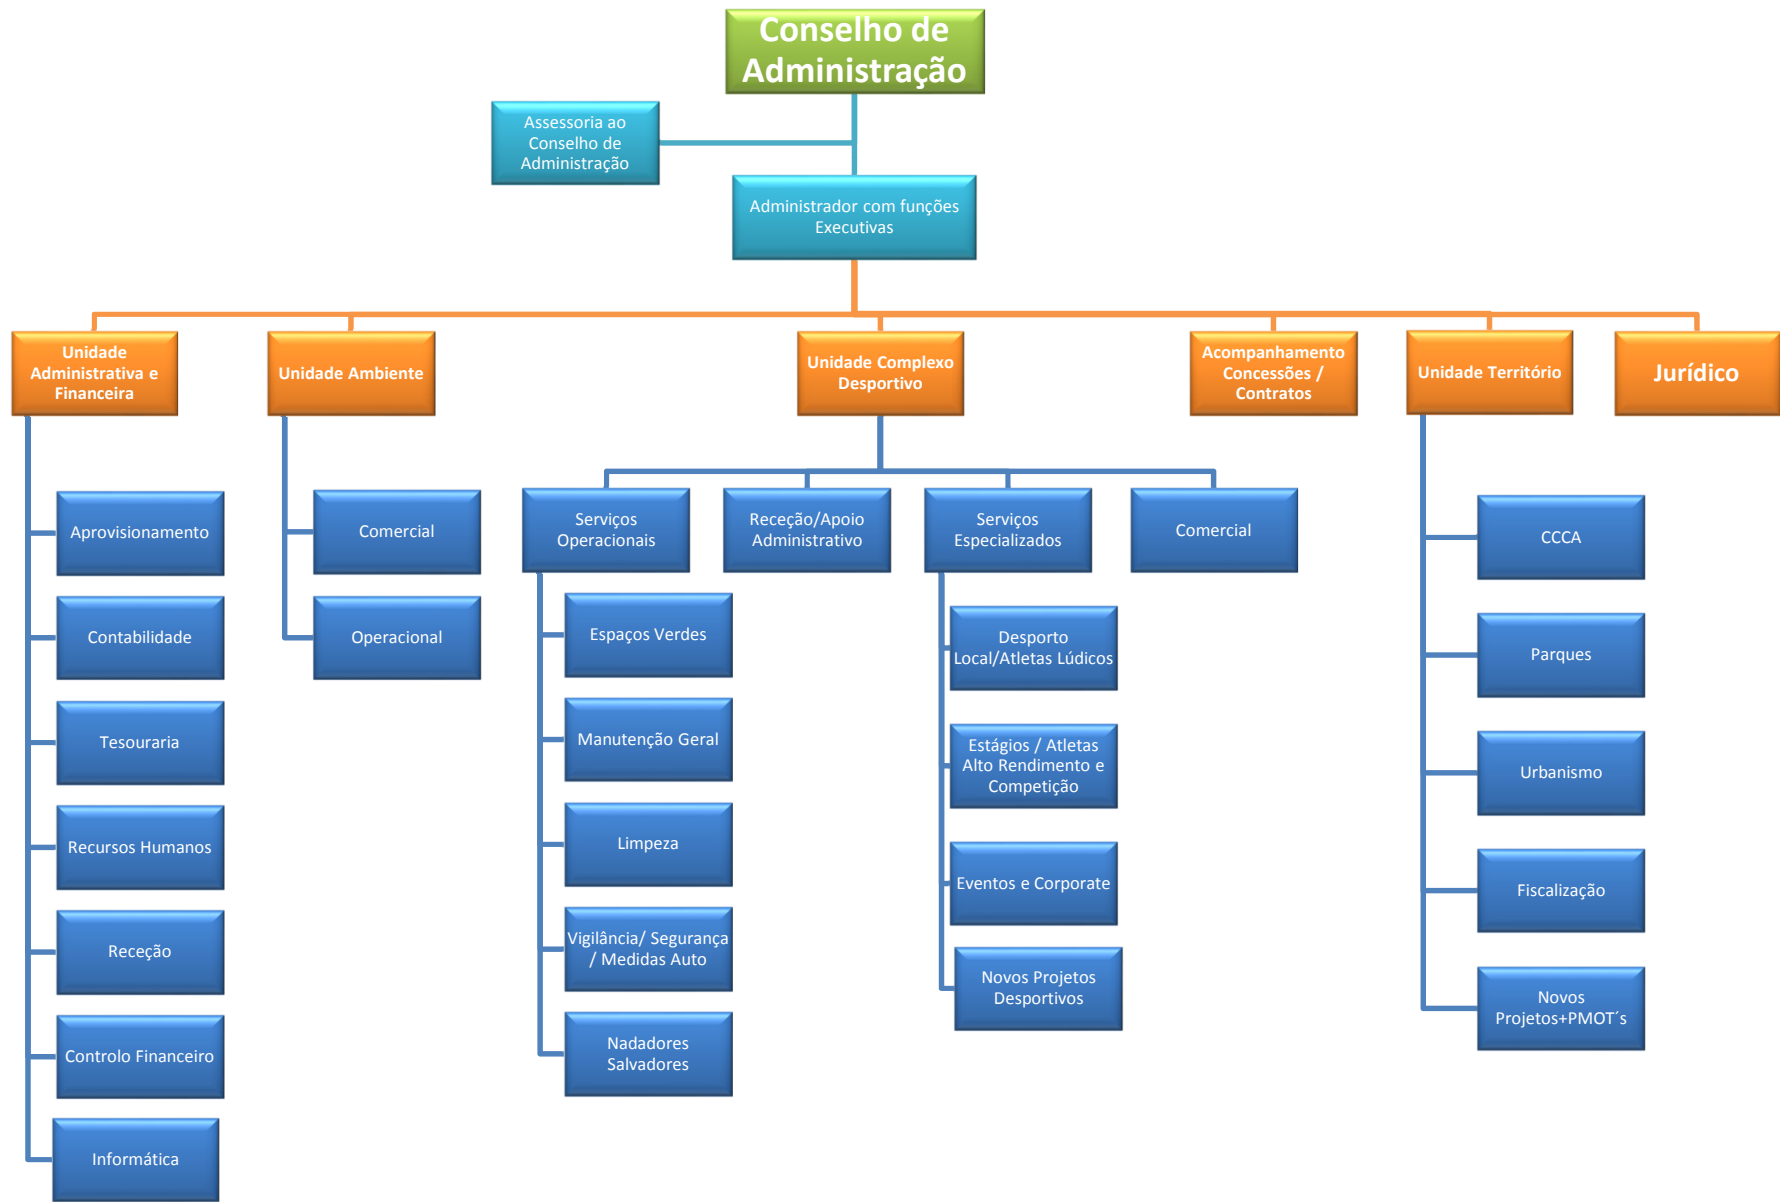 Conselho de
Administração
Assessoria ao
Conselho de
Administração
Administrador com funções
Executivas
Unidade
Administrativa e
Financeira
Unidade Ambiente
Unidade Complexo
Desportivo
Acompanhamento
Concessões /
Contratos
Unidade Território
Jurídico
Aprovisionamento
Contabilidade
Tesouraria
Recursos Humanos
Receção
Controlo Financeiro
Informática
Comercial
Operacional
Serviços
Operacionais
Receção/Apoio
Administrativo
Serviços
Especializados
Comercial
Espaços Verdes
Manutenção Geral
Limpeza
Vigilância/ Segurança
/ Medidas Auto
Nadadores
Salvadores
Desporto
Local/Atletas Lúdicos
Estágios / Atletas
Alto Rendimento e
Competição
Eventos e Corporate
Novos Projetos
Desportivos
CCCA
Parques
Urbanismo
Fiscalização
Novos
Projetos+PMOT´s